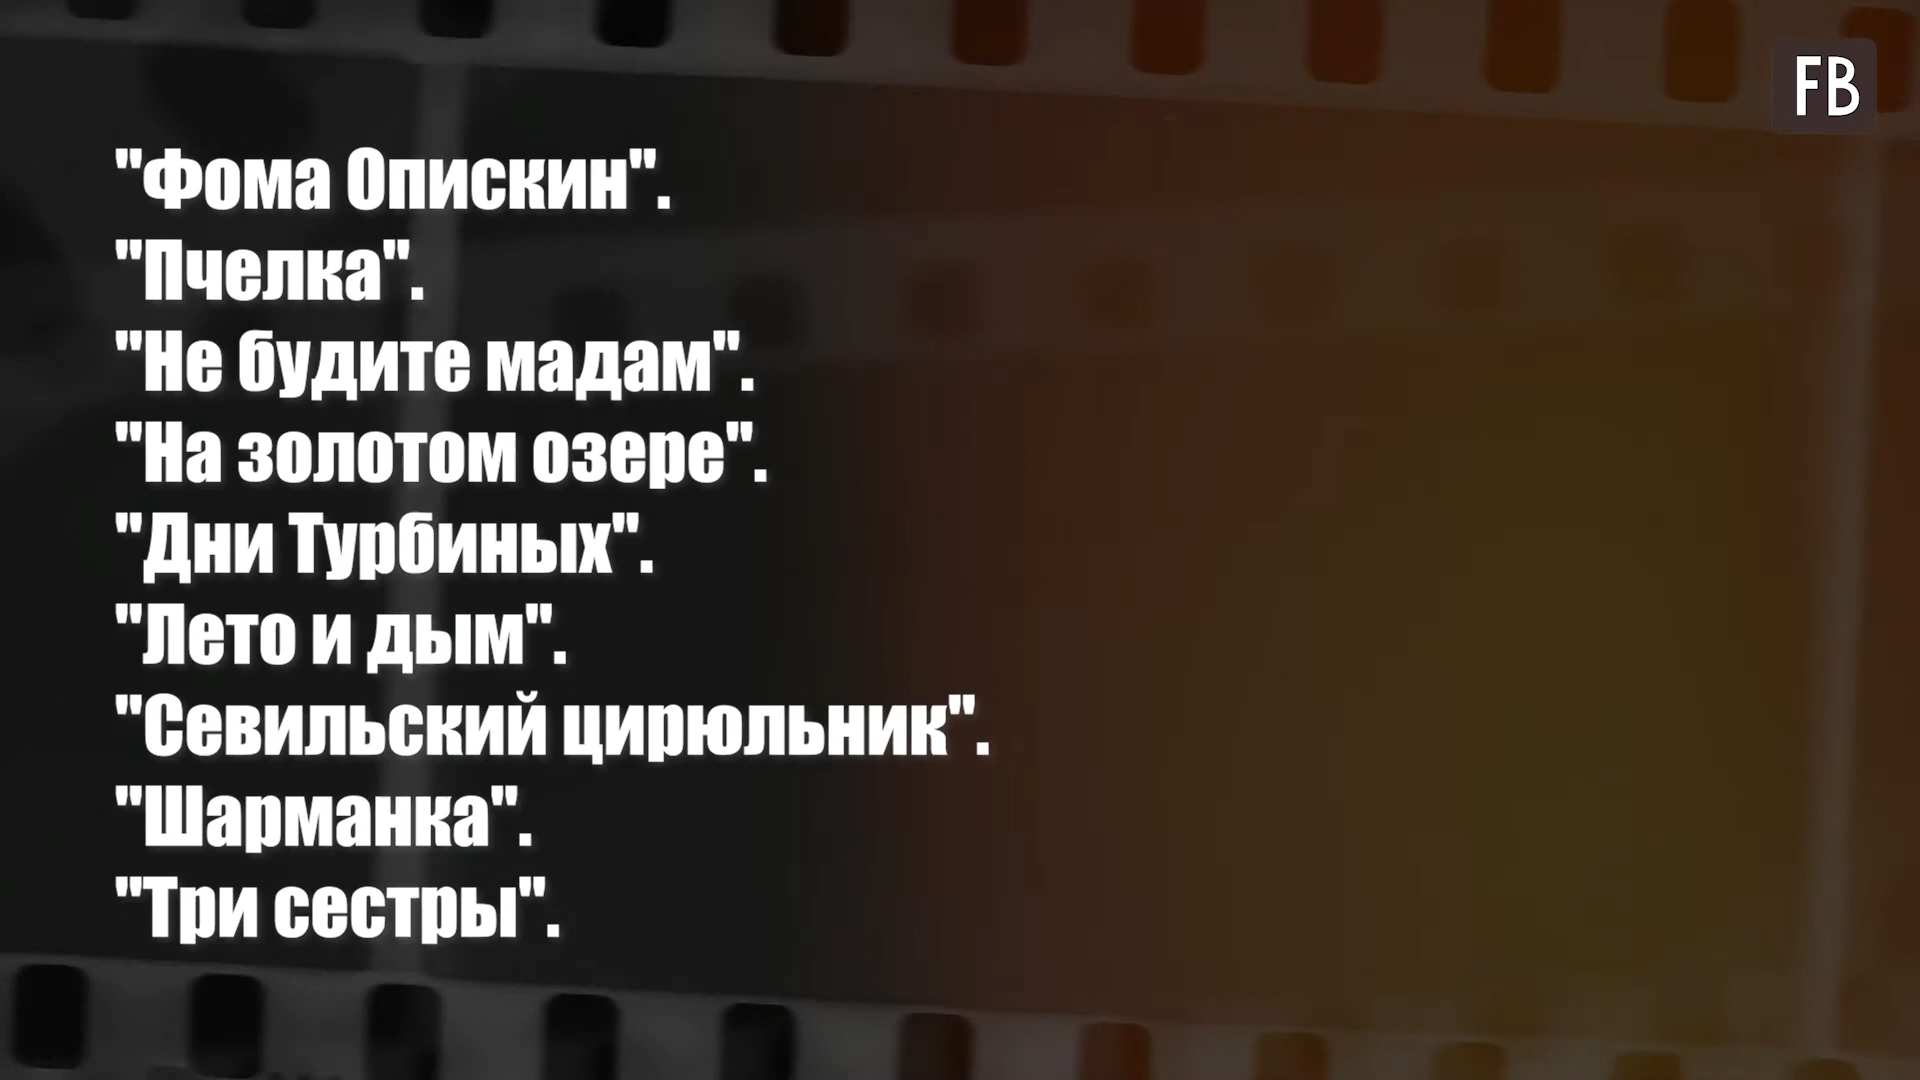 FB
"Фома Опискин".
"Пчелка".
"Не будите мадам".
"На золотом озере".
"Дни Турбиных".
"Лето и дым".
"Севильский цирюльник".
"Шарманка".
"Три сестры".